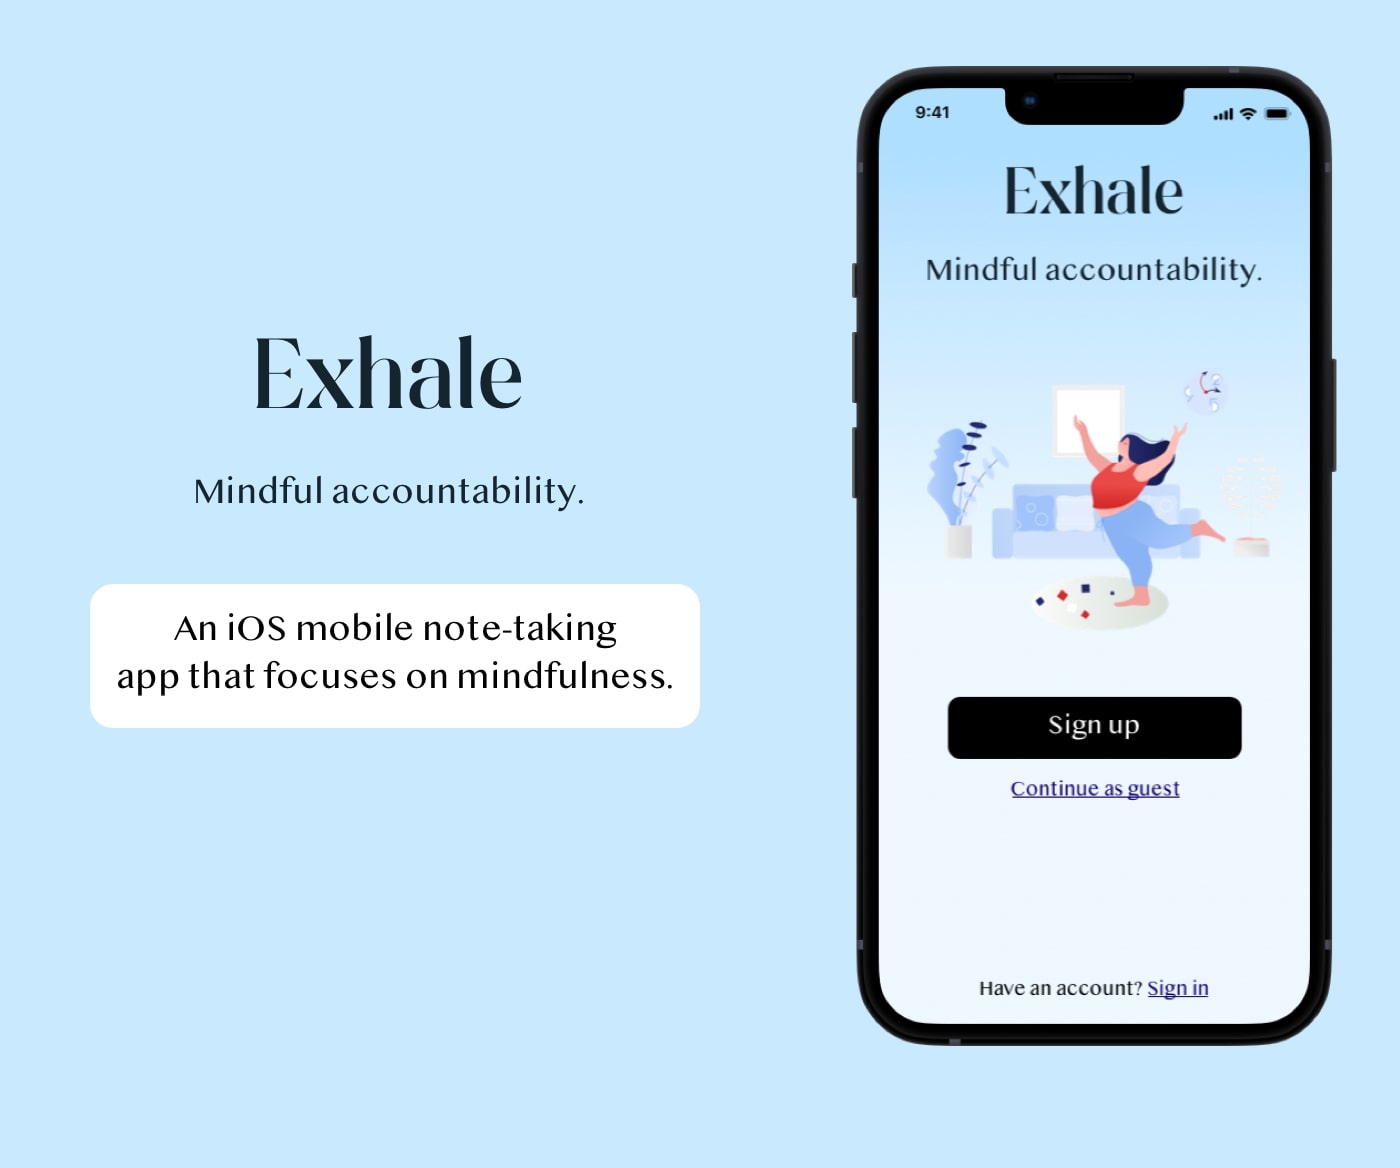 Exhale
Mindful accountability.
An iOS mobile note-taking
app that focuses on mindfulness.
9:41
Exhale
Mindful accountability.
Sign up
Continue as guest
Have an account? Sign in